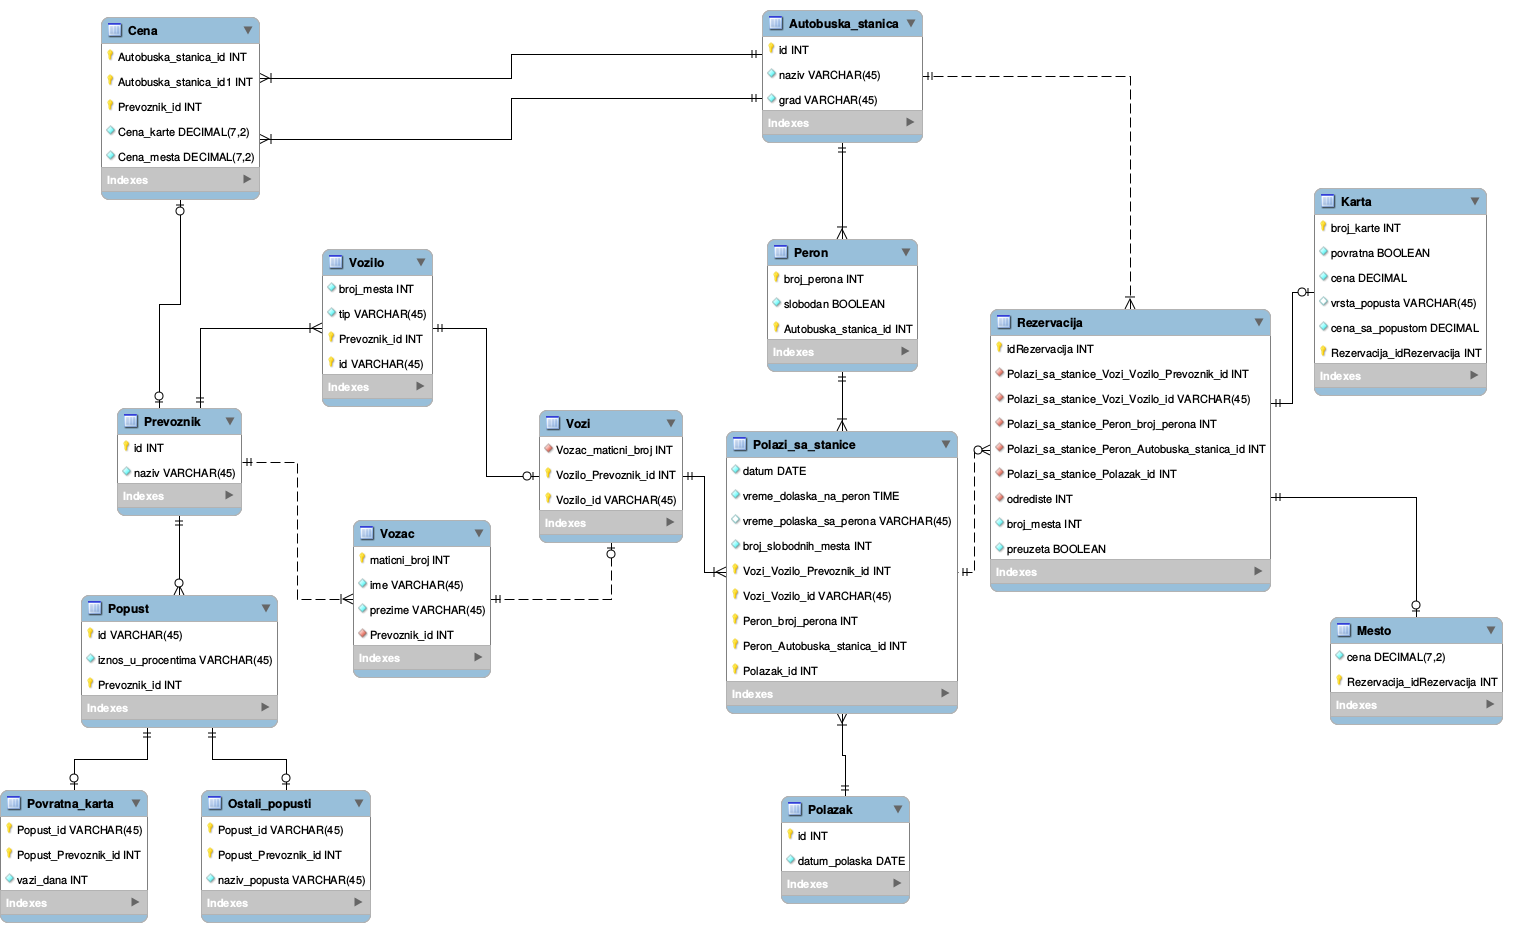 Cena
Autobuska_stanica_id INT
Autobuska_stanica_id1 INT
Prevoznik_id INT
Cena_karte DECIMAL(7,2)
Cena_mesta DECIMAL(7,2)
Indexes
Autobuska_stanica
id INT
naziv VARCHAR(45)
grad VARCHAR(45)
Indexes
Karta
broj_karte INT
povratna BOOLEAN
cena DECIMAL
vrsta_popusta VARCHAR(45)
cena_sa_popustom DECIMAL
Rezervacija_idRezervacija INT
Indexes
Vozilo
broj_mesta INT
tip VARCHAR(45)
Prevoznik_id INT
id VARCHAR(45)
Indexes
Peron
broj_perona INT
slobodan BOOLEAN
Autobuska_stanica_id INT
Indexes
Rezervacija
idRezervacija INT
Polazi_sa_stanice_Vozi_Vozilo_Prevoznik_id INT
Polazi_sa_stanice_Vozi_Vozilo_id VARCHAR(45)
Polazi_sa_stanice_Peron_broj_perona INT
Polazi_sa_stanice_Peron_Autobuska_stanica_id INT
Polazi_sa_stanice_Polazak_id INT
odrediste INT
broj_mesta INT
preuzeta BOOLEAN
Indexes
Prevoznik
id INT
naziv VARCHAR(45)
Indexes
Vozi
Vozac_maticni_broj INT
Vozilo_Prevoznik_id INT
Vozilo_id VARCHAR(45)
Indexes
Polazi_sa_stanice
datum DATE
vreme_dolaska_na_peron TIME
vreme_polaska_sa_perona VARCHAR(45)
broj_slobodnih_mesta INT
Vozi_Vozilo_Prevoznik_id INT
Vozi_Vozilo_id VARCHAR(45)
Peron_broj_perona INT
Peron_Autobuska_stanica_id INT
Polazak_id INT
Indexes
Vozac
maticni_broj INT
ime VARCHAR(45)
prezime VARCHAR(45)
Prevoznik_id INT
Indexes
Popust
id VARCHAR(45)
iznos_u_procentima VARCHAR(45)
Prevoznik_id INT
Indexes
Mesto
cena DECIMAL(7,2)
Rezervacija_idRezervacija INT
Indexes
Povratna_karta
Popust_id VARCHAR(45)
Popust_Prevoznik_id INT
vazi_dana INT
Indexes
Ostali_popusti
Popust_id VARCHAR(45)
Popust_Prevoznik_id INT
naziv_popusta VARCHAR(45)
Indexes
Polazak
id INT
datum_polaska DATE
Indexes